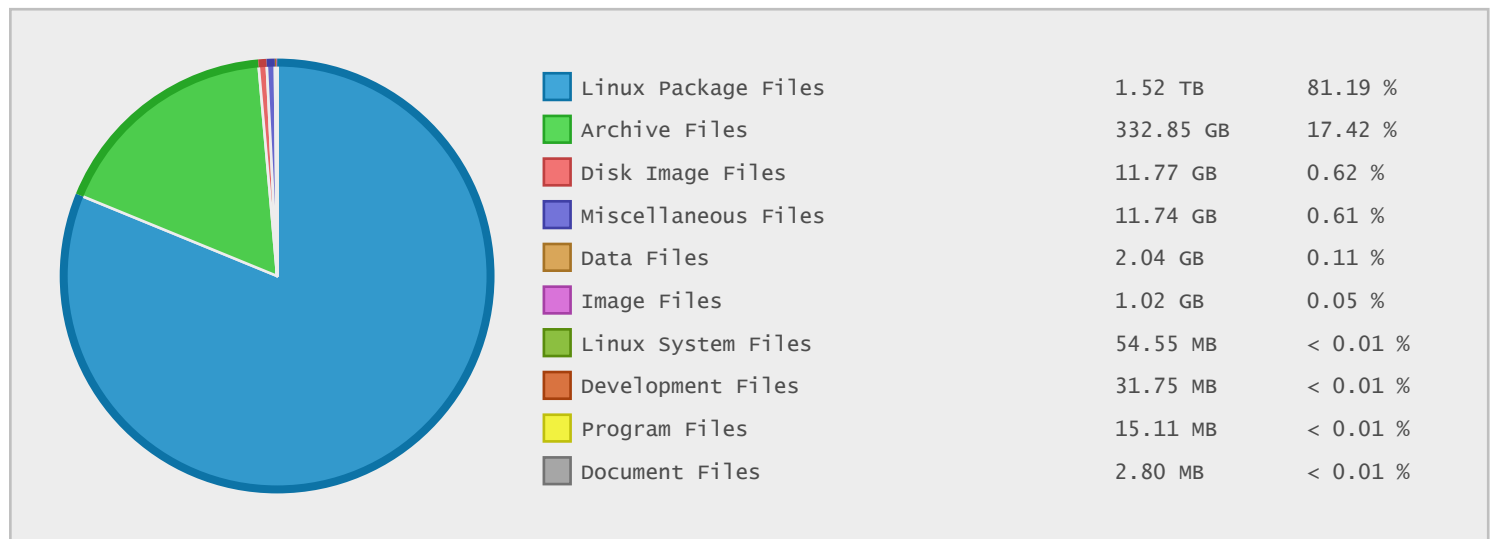 Linux Package Files 1.52 TB 81.19 %
Archive Files 332.85 GB 17.42 %
Disk Image Files 11.77 GB 0.62 %
Miscellaneous Files 11.74 GB 0.61 %
Data Files 2.04 GB 0.11 %
Image Files 1.02 GB 0.05 %
Linux System Files 54.55 MB < 0.01 %
Development Files 31.75 MB < 0.01 %
Program Files 15.11 MB < 0.01 %
Document Files 2.80 MB < 0.01 %